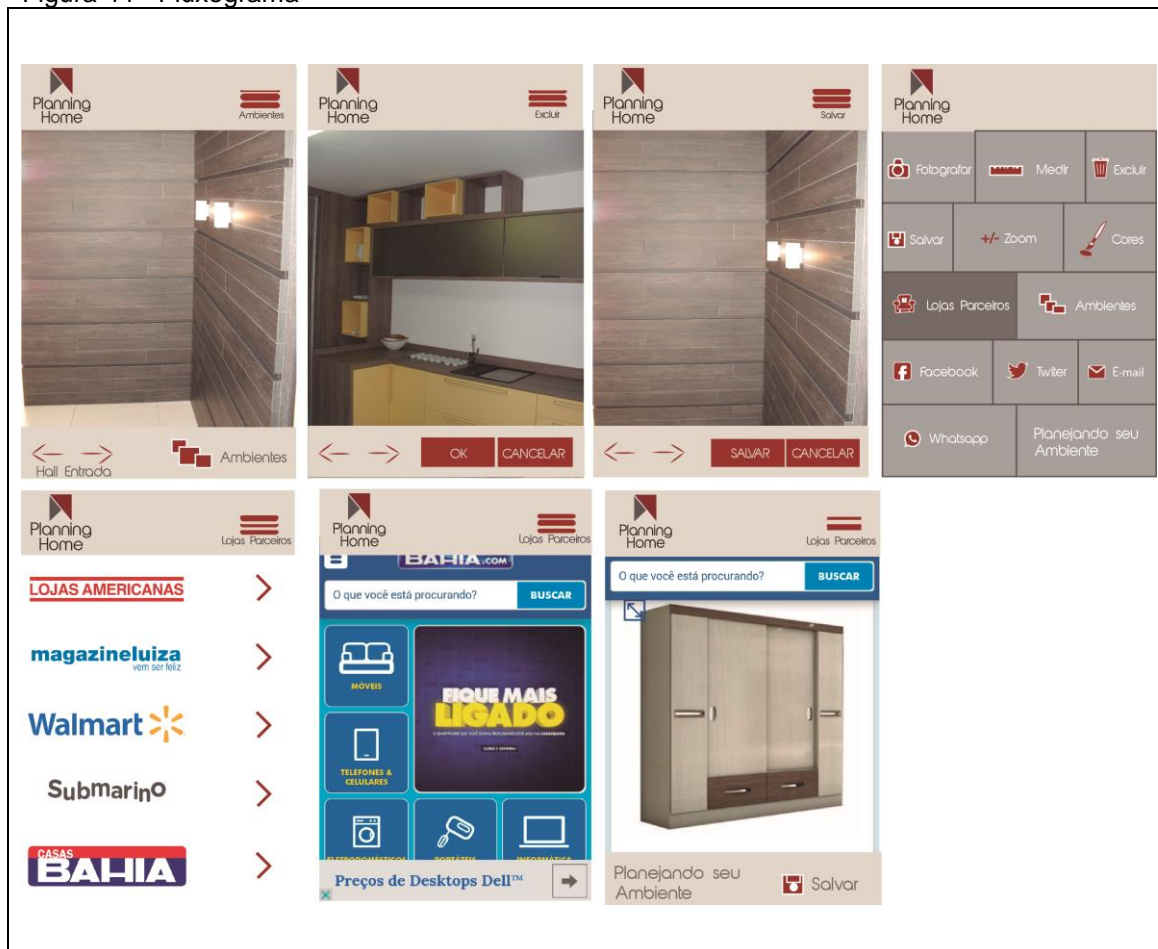 Planning
Home
Ambientes
Hall Entrada
Ambientes
Planning
Home
Excluir
OK
CANCELAR
Planning
Home
Salvar
SALVAR
CANCELAR
Planning
Home
Fotografar
Medir
Excluir
Salvar
+/- Zoom
Cores
Lojas Parceiros
Ambientes
Facebook
Twiter
E-mail
Whatsapp
Planejando seu
Ambiente
Planning
Home
Lojas Parceiros
LOJAS AMERICANAS
magazineluiza
vem ser feliz
Walmart
Submarino
CASAS
BAHIA
Planning
Home
Lojas Parceiros
BAHIA.COM
O que você está procurando?
BUSCAR
MÓVEIS
FIQUE MAIS
LIGADO
TELEFONES &
CELULARES
ELETRODOMÉSTICOS
PORTÁTEIS
INFORMÁTICA
Preços de Desktops Dell™
Planning
Home
Lojas Parceiros
O que você está procurando?
BUSCAR
Planejando seu
Ambiente
Salvar